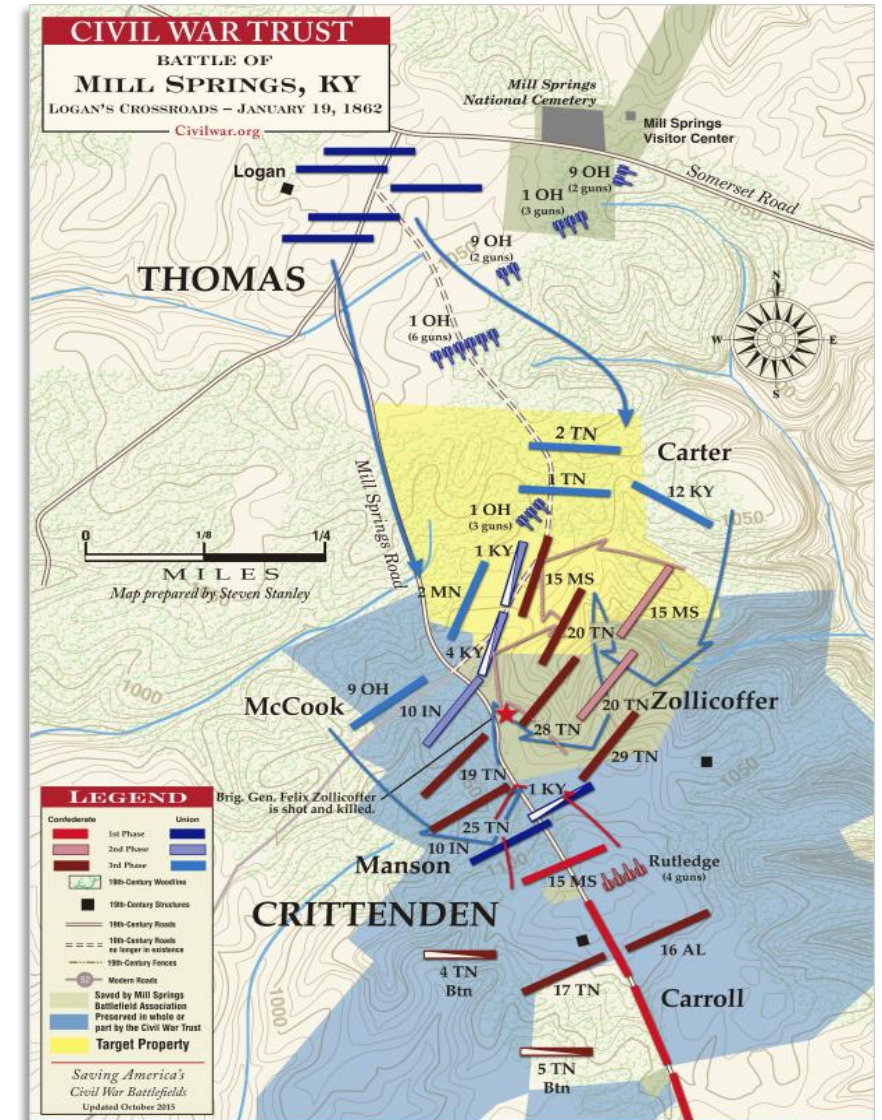 CIVIL WAR TRUST
BATTLE OF
MILL SPRINGS, KY
LOGAN'S CROSSROADS – JANUARY 19, 1862
Civilwar.org
Mill Springs
National Cemetery
Mill Springs
Visitor Center
Somerset Road
Logan
9 OH
(2 guns)
1 OH
(3 guns)
1050
9 OH
(2 guns)
1050
THOMAS
1 OH
(6 guns)
N
W
E
S
2 TN
Carter
1 TN
12 KY
1050
Mill Springs Road
1 OH
(3 guns)
0
1/8
1/4
MILES
Map prepared by Steven Stanley
1 KY
15 MS
2 MN
15 MS
20 TN
4 KY
1000
McCook
9 OH
10 IN
20 TN
Zollicoffer
28 TN
29 TN
19 TN
1050
Brig. Gen. Felix Zollicoffer
is shot and killed.
1 KY
25 TN
10 IN
Manson
15 MS
Rutledge
(4 guns)
CRITTENDEN
16 AL
4 TN
Btn
17 TN
Carroll
1000
5 TN
Btn
LEGEND
Confederate
Union
1st Phase
2nd Phase
3rd Phase
19th-Century Woodline
19th-Century Structures
19th-Century Roads
19th-Century Roads
no longer in existence
19th-Century Fences
Modern Roads
Saved by Mill Springs
Battlefield Association
Preserved in whole or
part by the Civil War Trust
Target Property
Saving America's
Civil War Battlefields
Updated October 2015